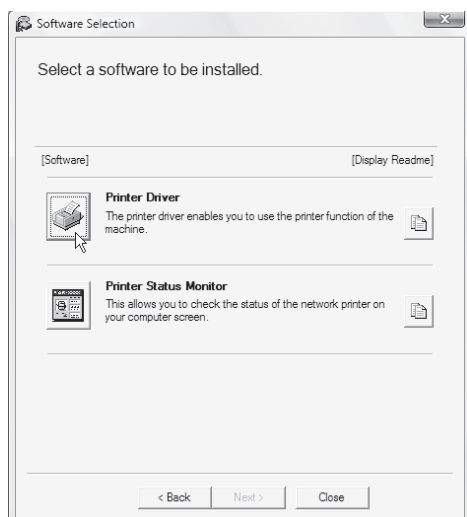 Software Selection
Select a software to be installed.
[Software] [Display Readme]
Printer Driver
The printer driver enables you to use the printer function of the
machine.
Printer Status Monitor
This allows you to check the status of the network printer on
your computer screen.
< Back Next > Close